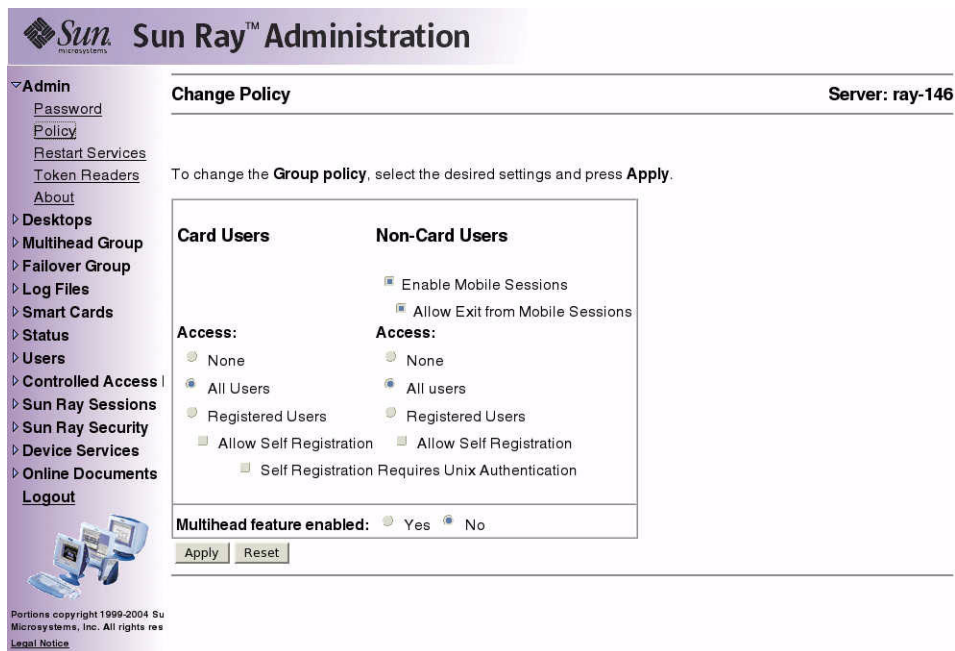 Sun microsystems Sun Ray™ Administration
Admin
Password
Policy
Restart Services
Token Readers
About
Desktops
Multihead Group
Failover Group
Log Files
Smart Cards
Status
Users
Controlled Access
Sun Ray Sessions
Sun Ray Security
Device Services
Online Documents
Logout
Portions copyright 1999-2004 Su
Microsystems, Inc. All rights res
Legal Notice
Change Policy Server: ray-146
To change the Group policy, select the desired settings and press Apply.
Card Users Non-Card Users
Enable Mobile Sessions
Allow Exit from Mobile Sessions
Access: Access:
None None
All Users All users
Registered Users Registered Users
Allow Self Registration Allow Self Registration
Self Registration Requires Unix Authentication
Multihead feature enabled: Yes No
Apply Reset